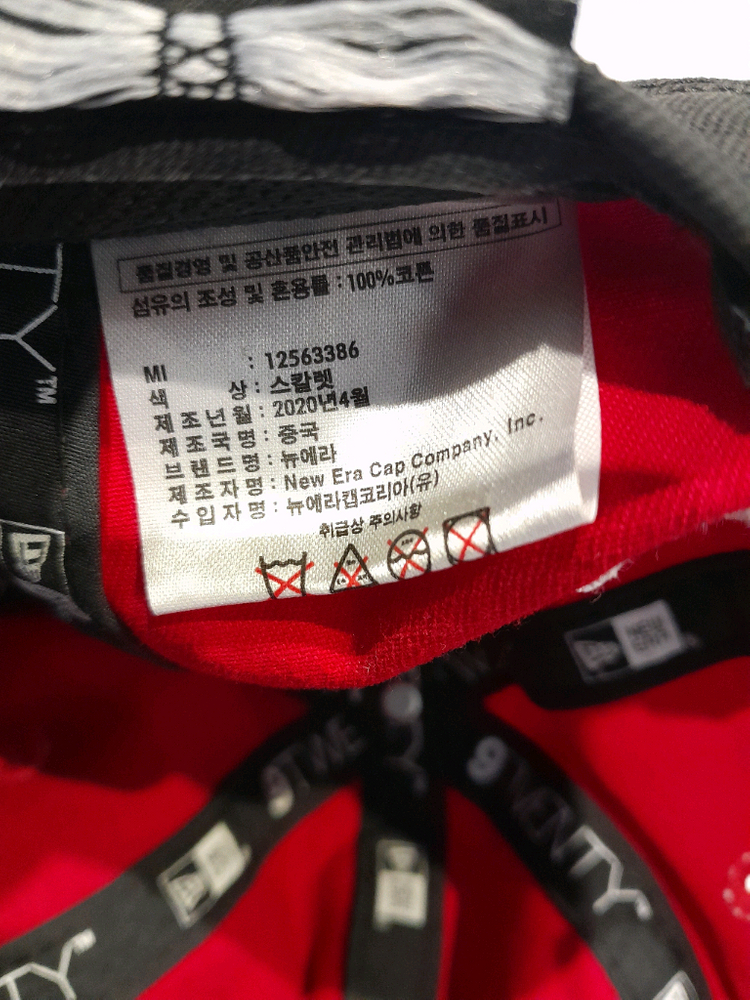 품질경영 및 공산품안전 관리법에 의한 품질표시
섬유의 조성 및 혼용률 : 100%코튼
MI : 12563386
색 상 : 스칼렛
제조년월 : 2020년4월
제조국명 : 중국
브랜드명 : 뉴에라
제조자명 : New Era Cap Company, Inc.
수입자명 : 뉴에라캡코리아(유)
취급상 주의사항
TY™
9TWE
9TWENTY
TY™